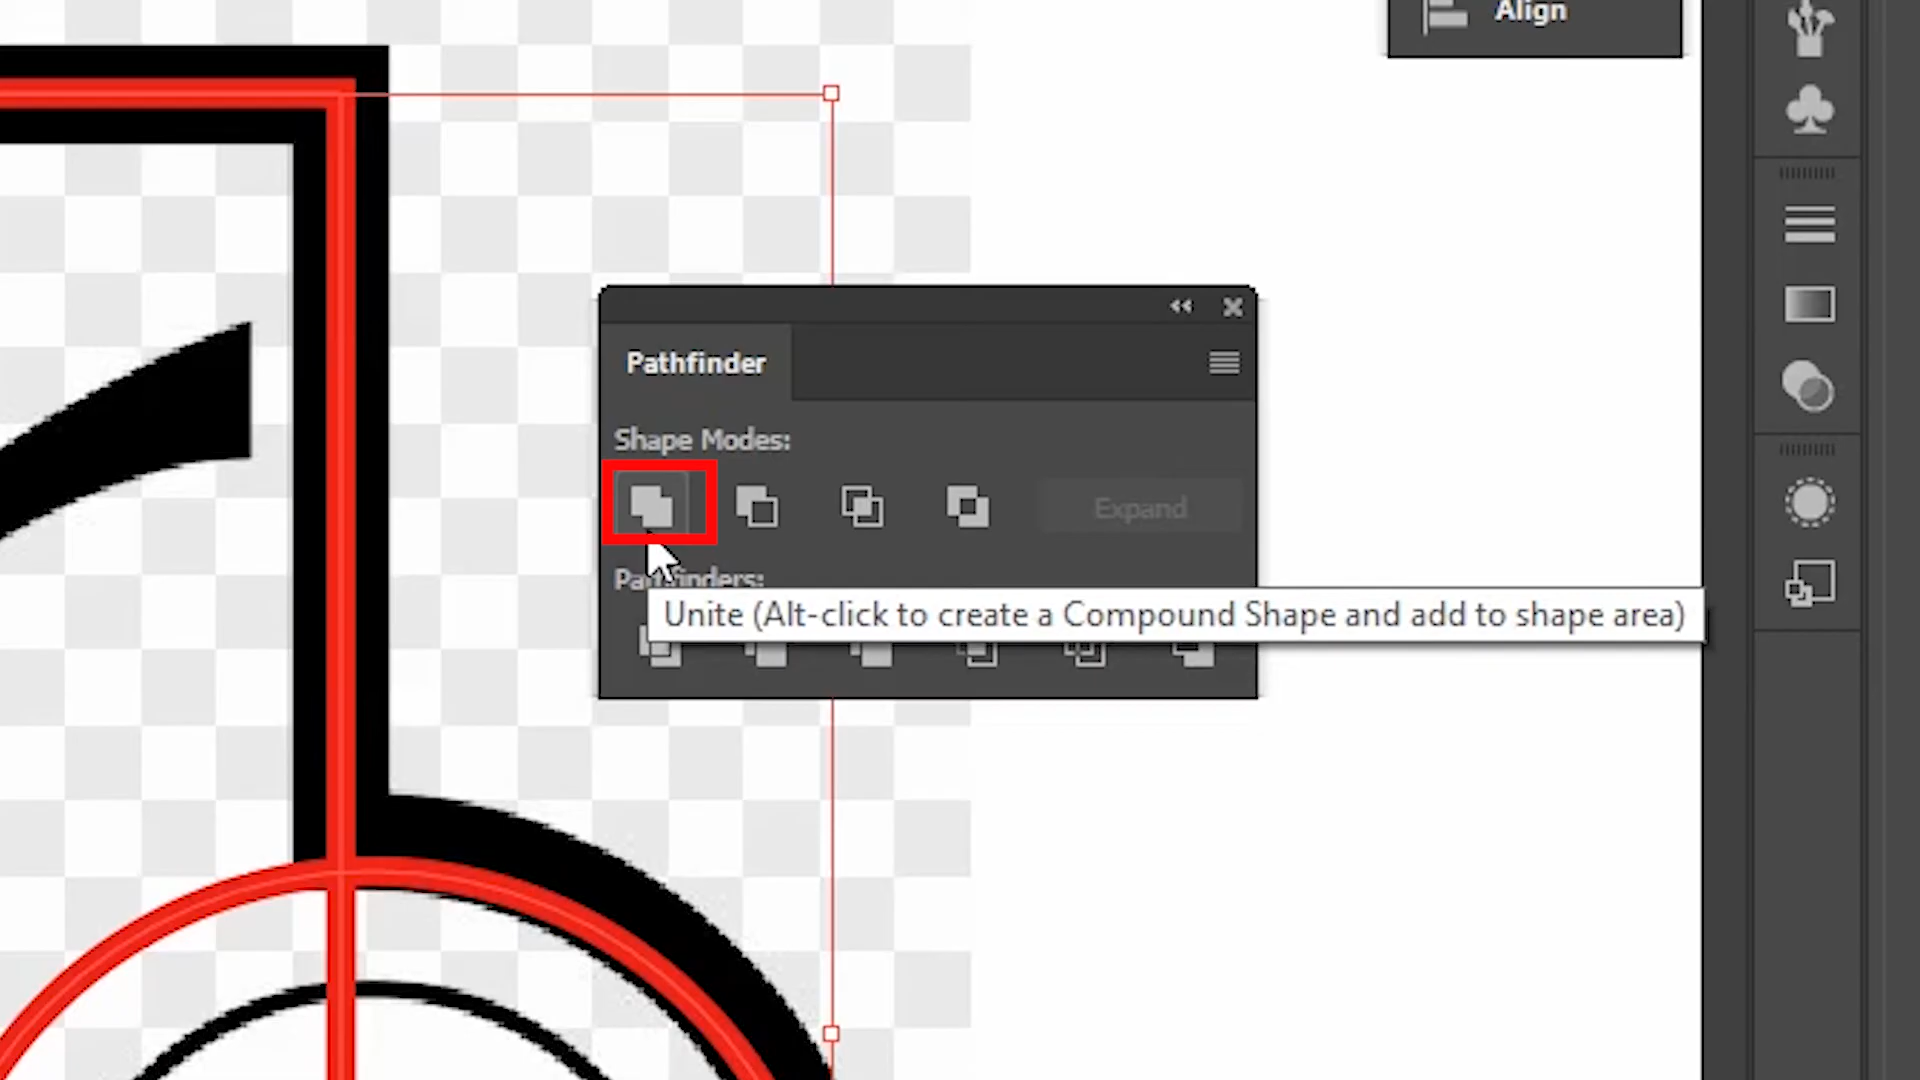 Align
Pathfinder
Shape Modes:
Expand
Pathfinders:
Unite (Alt-click to create a Compound Shape and add to shape area)